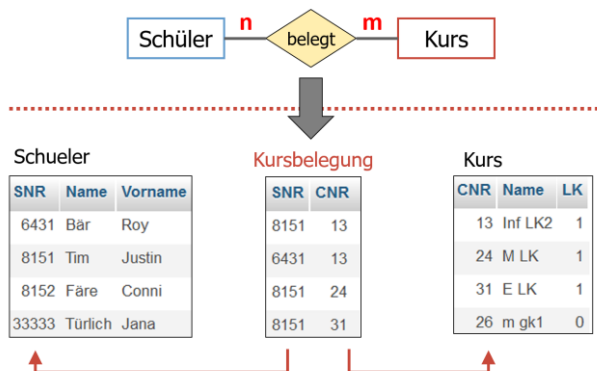 n m
Schüler belegt Kurs
Schueler Kursbelegung Kurs
SNR Name Vorname SNR CNR CNR Name LK
6431 Bär Roy 8151 13 13 Inf LK2 1
8151 Tim Justin 6431 13 24 M LK 1
8152 Färe Conni 8151 24 31 E LK 1
33333 Türlich Jana 8151 31 26 m gk1 0